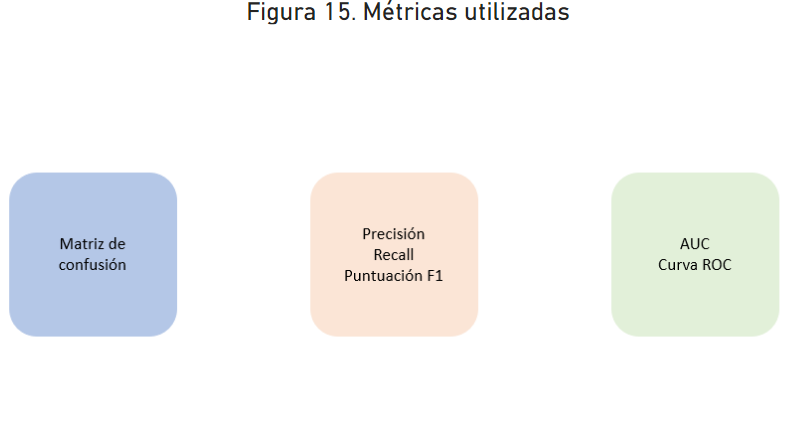 Figura 15. Métricas utilizadas
Matriz de
confusión
Precisión
Recall
Puntuación F1
AUC
Curva ROC